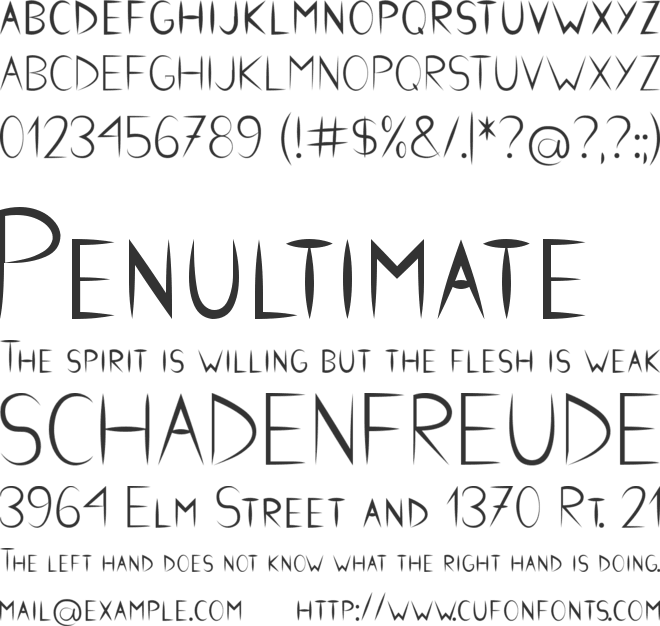 ABCDEFGHIJKLMNOPQRSTUVWXYZ
ABCDEFGHIJKLMNOPQRSTUVWXYZ
0123456789 (!#$%&/.|*?@?,?:;)
PENULTIMATE
THE SPIRIT IS WILLING BUT THE FLESH IS WEAK
SCHADENFREUDE
3964 ELM STREET AND 1370 RT. 21
THE LEFT HAND DOES NOT KNOW WHAT THE RIGHT HAND IS DOING.
MAIL@EXAMPLE.COM HTTP://WWW.CUFONFONTS.COM